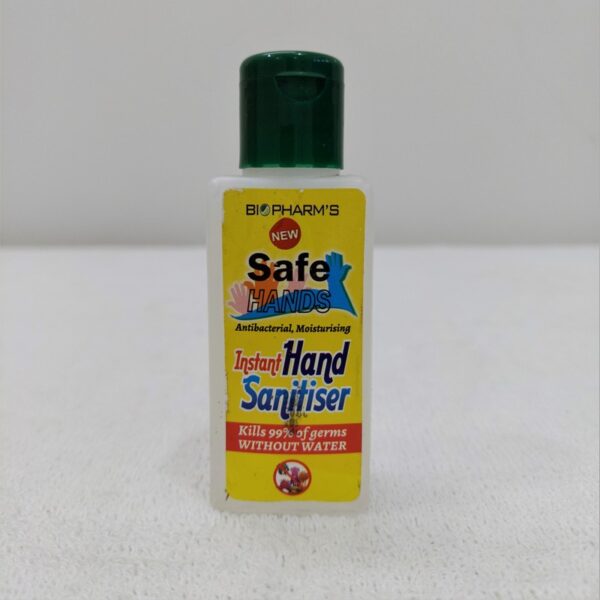 BIOPHARM'S
NEW
Safe
HANDS
Antibacterial, Moisturising
Instant Hand
Sanitiser
Kills 99% of germs
WITHOUT WATER